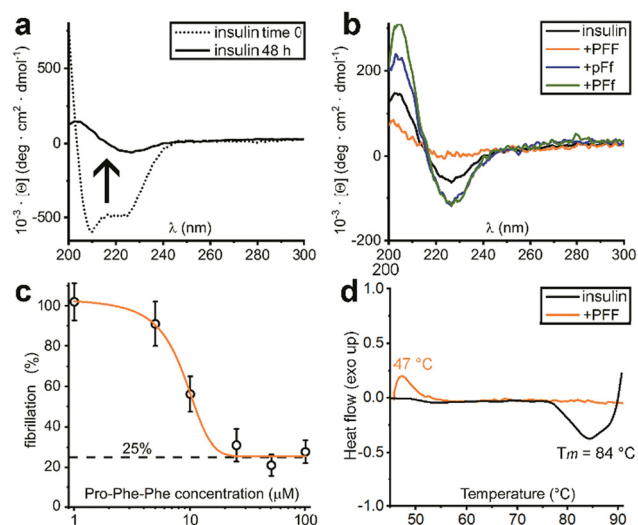 a
insulin time 0
insulin 48 h
10⁻³ · [Θ] (deg · cm² · dmol⁻¹)
500
0
-500
λ (nm)
200 220 240 260 280 300
b
insulin
+PFF
+pFf
+PFf
10⁻³ · [Θ] (deg · cm² · dmol⁻¹)
200
0
-200
λ (nm)
200 220 240 260 280 300
c
fibrillation (%)
100
80
60
40
20
0
25%
Pro-Phe-Phe concentration (μM)
1 10 100
d
insulin
+PFF
Heat flow (exo up)
1.0
0.5
0.0
-0.5
-1.0
47 °C
Tm = 84 °C
Temperature (°C)
50 60 70 80 90